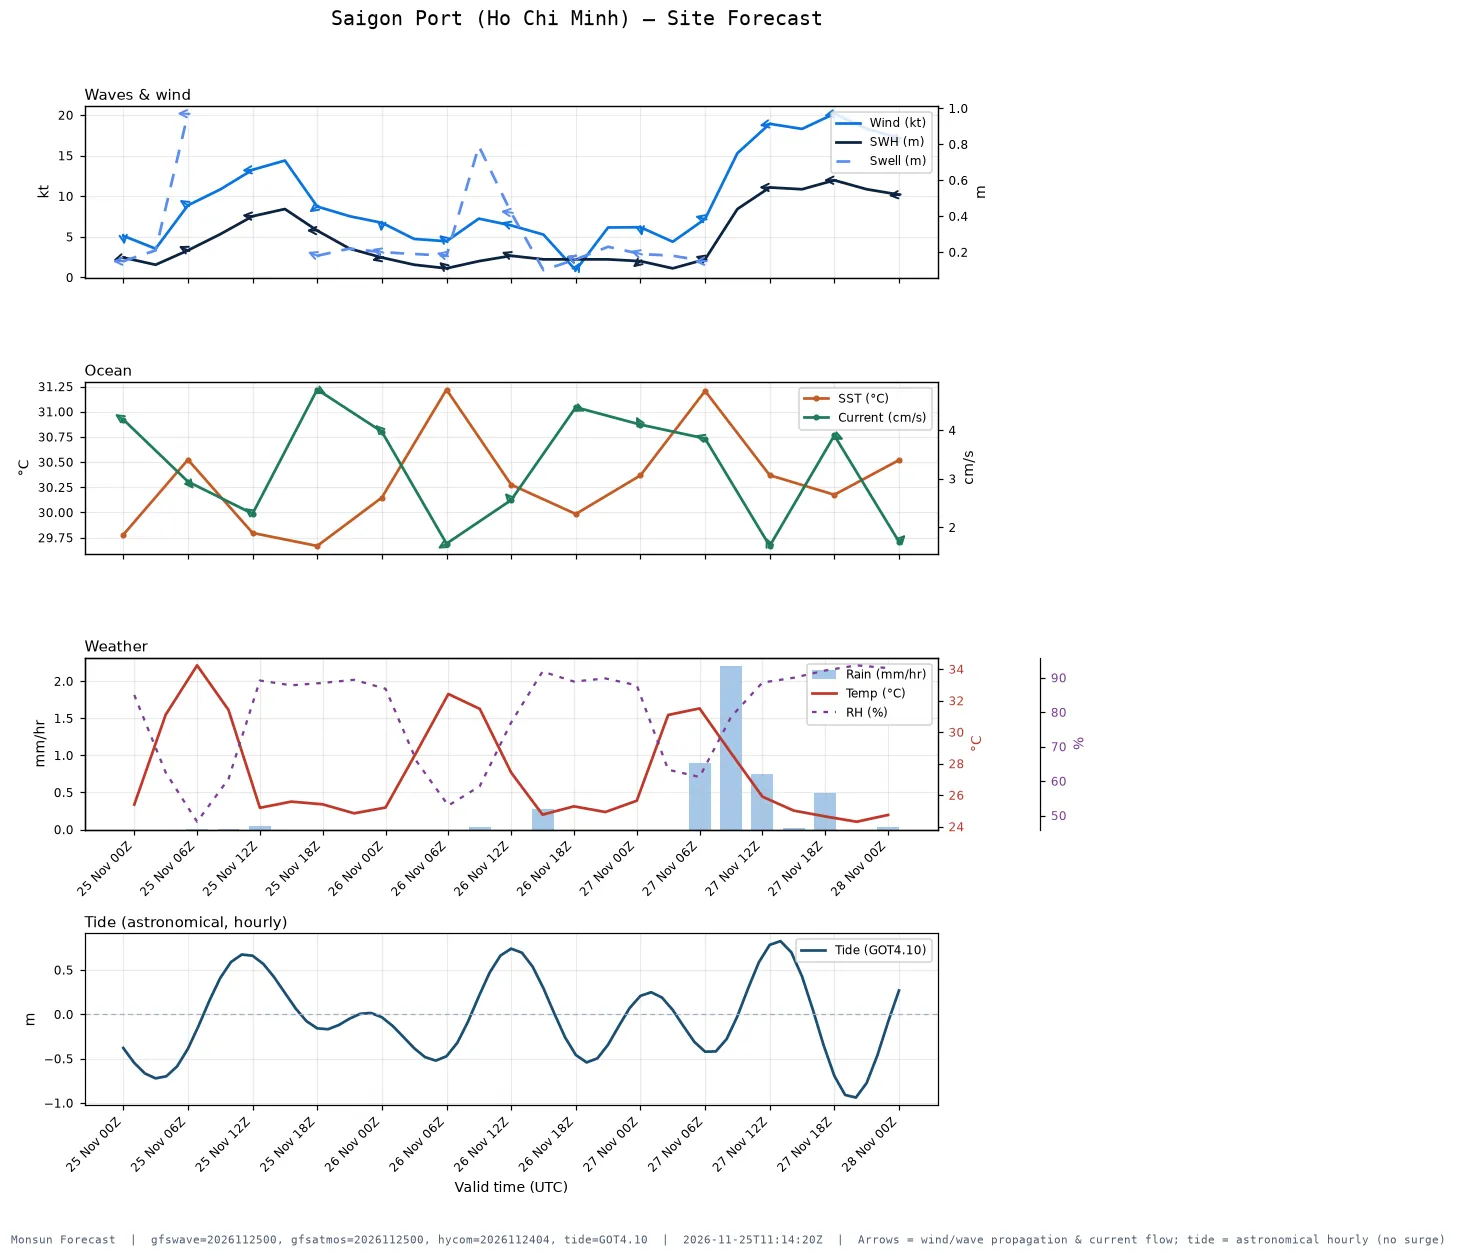 Saigon Port (Ho Chi Minh) — Site Forecast
Waves & wind
20
15
10
5
0
kt
1.0
0.8
0.6
0.4
0.2
m
Wind (kt)
SWH (m)
Swell (m)
Ocean
31.25
31.00
30.75
30.50
30.25
30.00
29.75
°C
4
3
2
cm/s
SST (°C)
Current (cm/s)
Weather
2.0
1.5
1.0
0.5
0.0
mm/hr
34
32
30
28
26
24
°C
90
80
70
60
50
%
Rain (mm/hr)
Temp (°C)
RH (%)
25 Nov 00Z
25 Nov 06Z
25 Nov 12Z
25 Nov 18Z
26 Nov 00Z
26 Nov 06Z
26 Nov 12Z
26 Nov 18Z
27 Nov 00Z
27 Nov 06Z
27 Nov 12Z
27 Nov 18Z
28 Nov 00Z
Tide (astronomical, hourly)
0.5
0.0
−0.5
−1.0
m
Tide (GOT4.10)
25 Nov 00Z
25 Nov 06Z
25 Nov 12Z
25 Nov 18Z
26 Nov 00Z
26 Nov 06Z
26 Nov 12Z
26 Nov 18Z
27 Nov 00Z
27 Nov 06Z
27 Nov 12Z
27 Nov 18Z
28 Nov 00Z
Valid time (UTC)
Monsun Forecast | gfswave=2026112500, gfsatmos=2026112500, hycom=2026112404, tide=GOT4.10 | 2026-11-25T11:14:20Z | Arrows = wind/wave propagation & current flow; tide = astronomical hourly (no surge)